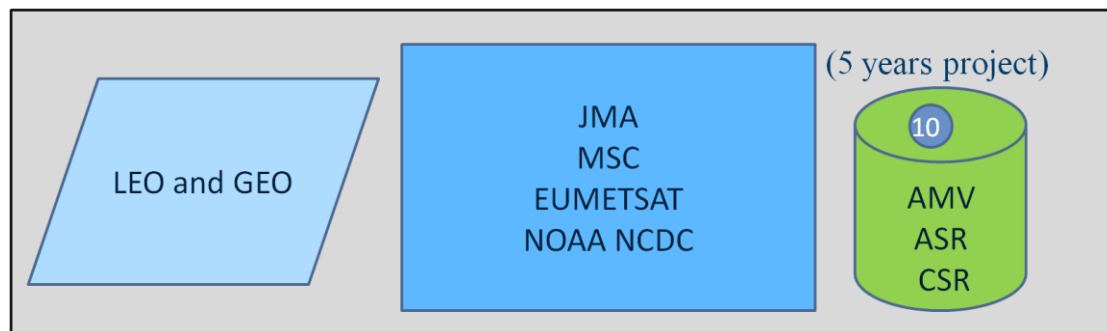 LEO and GEO
JMA
MSC
EUMETSAT
NOAA NCDC
(5 years project)
10
AMV
ASR
CSR